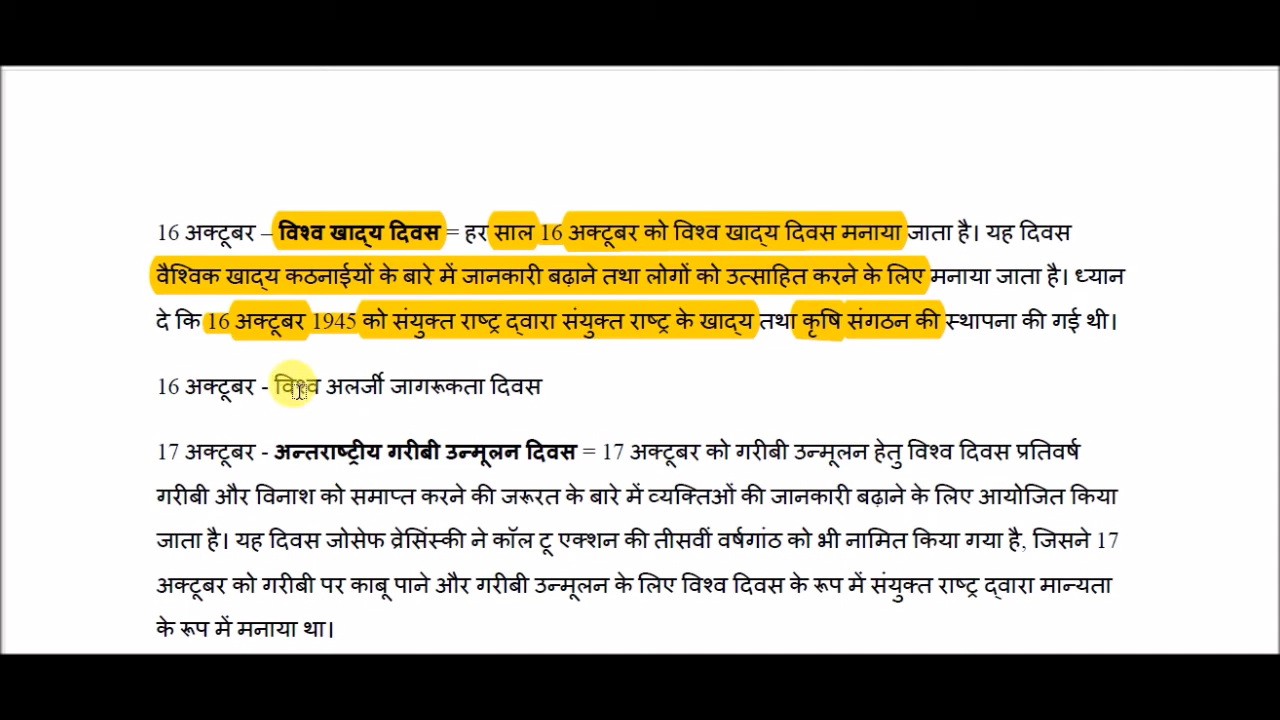 16 अक्टूबर – विश्व खाद्य दिवस = हर साल 16 अक्टूबर को विश्व खाद्य दिवस मनाया जाता है। यह दिवस
वैश्विक खाद्य कठनाईयों के बारे में जानकारी बढ़ाने तथा लोगों को उत्साहित करने के लिए मनाया जाता है। ध्यान
दे कि 16 अक्टूबर 1945 को संयुक्त राष्ट्र द्वारा संयुक्त राष्ट्र के खाद्य तथा कृषि संगठन की स्थापना की गई थी।
16 अक्टूबर - विश्व अलर्जी जागरूकता दिवस
17 अक्टूबर - अन्तराष्ट्रीय गरीबी उन्मूलन दिवस = 17 अक्टूबर को गरीबी उन्मूलन हेतु विश्व दिवस प्रतिवर्ष
गरीबी और विनाश को समाप्त करने की जरूरत के बारे में व्यक्तिओं की जानकारी बढ़ाने के लिए आयोजित किया
जाता है। यह दिवस जोसेफ व्रेसिंस्की ने कॉल टू एक्शन की तीसवीं वर्षगांठ को भी नामित किया गया है, जिसने 17
अक्टूबर को गरीबी पर काबू पाने और गरीबी उन्मूलन के लिए विश्व दिवस के रूप में संयुक्त राष्ट्र द्वारा मान्यता
के रूप में मनाया था।